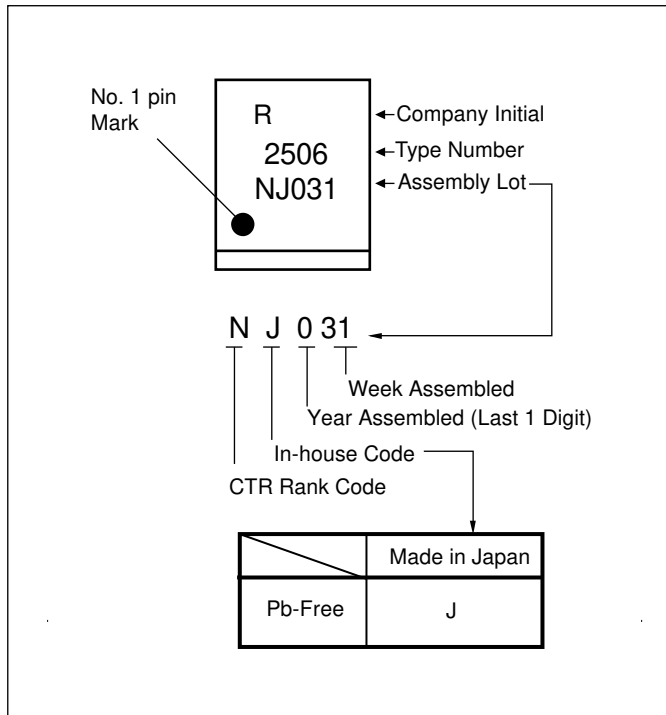 No. 1 pin
Mark
R
2506
NJ031
Company Initial
Type Number
Assembly Lot
N J 0 31
Week Assembled
Year Assembled (Last 1 Digit)
In-house Code
CTR Rank Code
Made in Japan
Pb-Free J